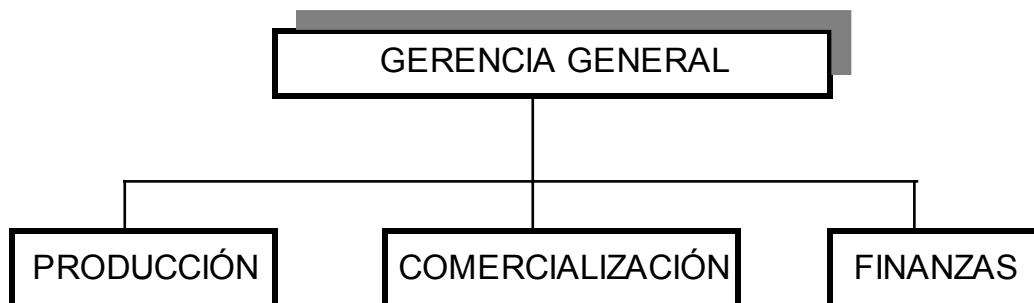 GERENCIA GENERAL
PRODUCCIÓN
COMERCIALIZACIÓN
FINANZAS